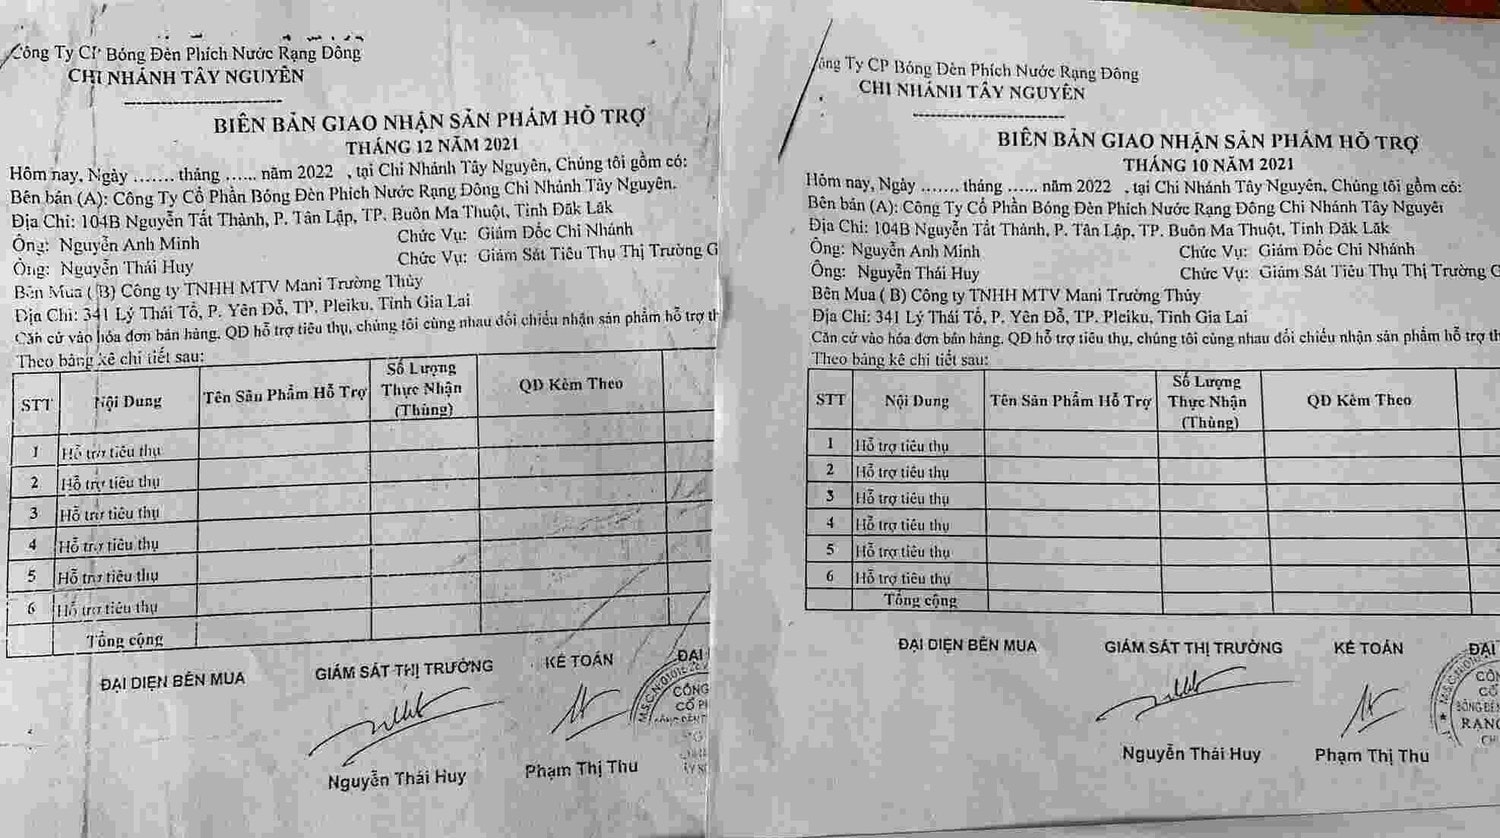 Công Ty CP Bóng Đèn Phích Nước Rạng Đông
CHI NHÁNH TÂY NGUYÊN
BIÊN BẢN GIAO NHẬN SẢN PHẨM HỖ TRỢ
THÁNG 12 NĂM 2021
Hôm nay, Ngày ....... tháng ...... năm 2022 , tại Chi Nhánh Tây Nguyên, Chúng tôi gồm có:
Bên bán (A): Công Ty Cổ Phần Bóng Đèn Phích Nước Rạng Đông Chi Nhánh Tây Nguyên.
Địa Chỉ: 104B Nguyễn Tất Thành, P. Tân Lập, TP. Buôn Ma Thuột, Tỉnh Đăk Lăk
Ông: Nguyễn Anh Minh Chức Vụ: Giám Đốc Chi Nhánh
Ông: Nguyễn Thái Huy Chức Vụ: Giám Sát Tiêu Thụ Thị Trường G
Bên Mua ( B) Công ty TNHH MTV Mani Trường Thủy
Địa Chỉ: 341 Lý Thái Tổ, P. Yên Đỗ, TP. Pleiku, Tỉnh Gia Lai
Căn cứ vào hóa đơn bán hàng. QD hỗ trợ tiêu thụ, chúng tôi cùng nhau đối chiếu nhận sản phẩm hỗ trợ th
Theo bảng kê chi tiết sau:
STT Nội Dung Tên Sản Phẩm Hỗ Trợ Số Lượng Thực Nhận (Thùng) QD Kèm Theo
1 Hỗ trợ tiêu thụ
2 Hỗ trợ tiêu thụ
3 Hỗ trợ tiêu thụ
4 Hỗ trợ tiêu thụ
5 Hỗ trợ tiêu thụ
6 Hỗ trợ tiêu thụ
Tổng cộng
ĐẠI DIỆN BÊN MUA GIÁM SÁT THỊ TRƯỜNG KẾ TOÁN ĐẠI
M.S.C.N:0101
CÔNG
CỔ PH
Nguyễn Thái Huy Phạm Thị Thu
ông Ty CP Bóng Đèn Phích Nước Rạng Đông
CHI NHÁNH TÂY NGUYÊN
BIÊN BẢN GIAO NHẬN SẢN PHẨM HỖ TRỢ
THÁNG 10 NĂM 2021
Hôm nay, Ngày ....... tháng ...... năm 2022 , tại Chi Nhánh Tây Nguyên, Chúng tôi gồm có:
Bên bán (A): Công Ty Cổ Phần Bóng Đèn Phích Nước Rạng Đông Chi Nhánh Tây Nguyên
Địa Chỉ: 104B Nguyễn Tất Thành, P. Tân Lập, TP. Buôn Ma Thuột, Tỉnh Đăk Lăk
Ông: Nguyễn Anh Minh Chức Vụ: Giám Đốc Chi Nhánh
Ông: Nguyễn Thái Huy Chức Vụ: Giám Sát Tiêu Thụ Thị Trường G
Bên Mua ( B) Công ty TNHH MTV Mani Trường Thủy
Địa Chỉ: 341 Lý Thái Tổ, P. Yên Đỗ, TP. Pleiku, Tỉnh Gia Lai
Căn cứ vào hóa đơn bán hàng. QD hỗ trợ tiêu thụ, chúng tôi cùng nhau đối chiếu nhận sản phẩm hỗ trợ th
Theo bảng kê chi tiết sau:
STT Nội Dung Tên Sản Phẩm Hỗ Trợ Số Lượng Thực Nhận (Thùng) QD Kèm Theo
1 Hỗ trợ tiêu thụ
2 Hỗ trợ tiêu thụ
3 Hỗ trợ tiêu thụ
4 Hỗ trợ tiêu thụ
5 Hỗ trợ tiêu thụ
6 Hỗ trợ tiêu thụ
Tổng cộng
ĐẠI DIỆN BÊN MUA GIÁM SÁT THỊ TRƯỜNG KẾ TOÁN ĐẠI
M.S.C.N:0101
CÔN
CỔ
BÓNG ĐÈN
RẠNG
CHI
Nguyễn Thái Huy Phạm Thị Thu